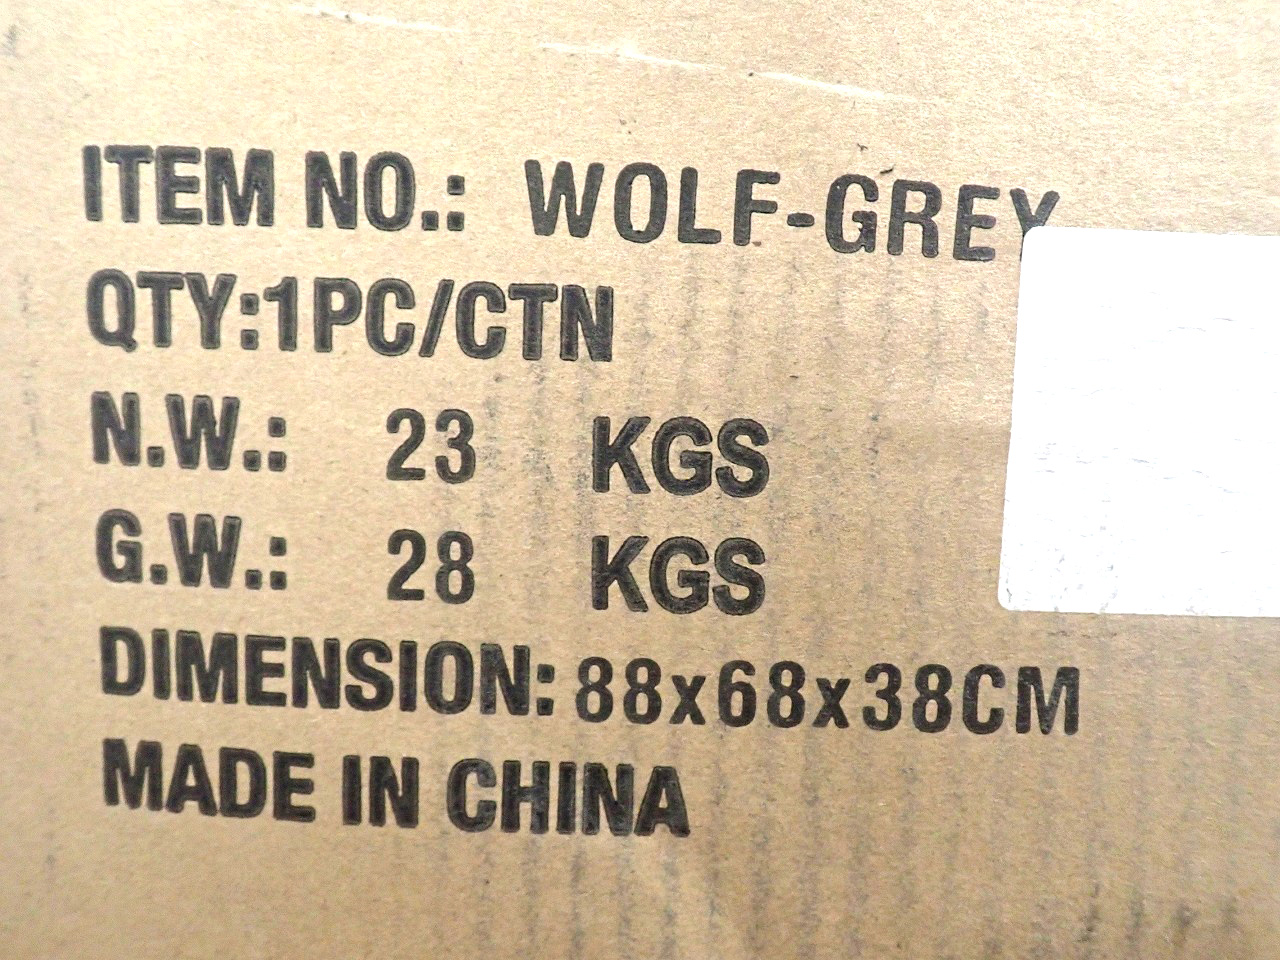 ITEM NO.: WOLF-GREY
QTY:1PC/CTN
N.W.: 23 KGS
G.W.: 28 KGS
DIMENSION: 88x68x38CM
MADE IN CHINA